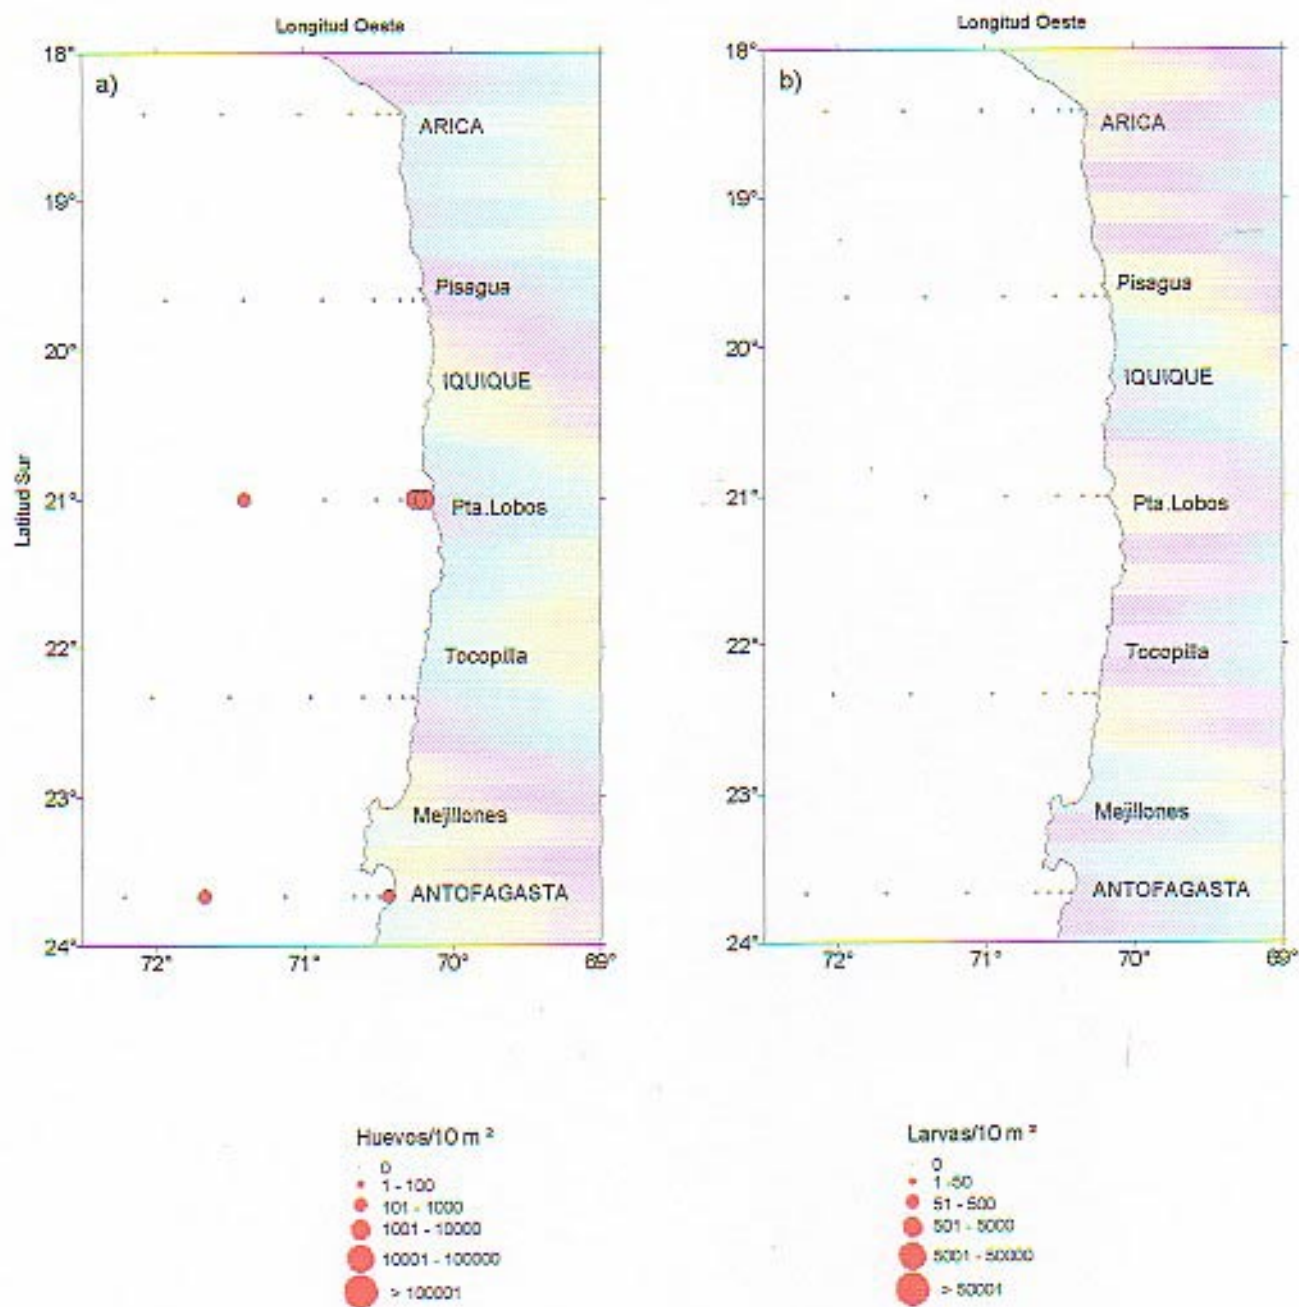 Longitud Oeste
a)
18°
19°
20°
21°
22°
23°
24°
Latitud Sur
ARICA
Pisagua
IQUIQUE
Pta.Lobos
Tocopilla
Mejillones
ANTOFAGASTA
72°
71°
70°
69°
Longitud Oeste
b)
18°
19°
20°
21°
22°
23°
24°
ARICA
Pisagua
IQUIQUE
Pta.Lobos
Tocopilla
Mejillones
ANTOFAGASTA
72°
71°
70°
69°
Huevos/10 m ²
0
1 - 100
101 - 1000
1001 - 10000
10001 - 100000
> 100001
Larvas/10 m ²
0
1 -50
51 - 500
501 - 5000
5001 - 50000
> 50001